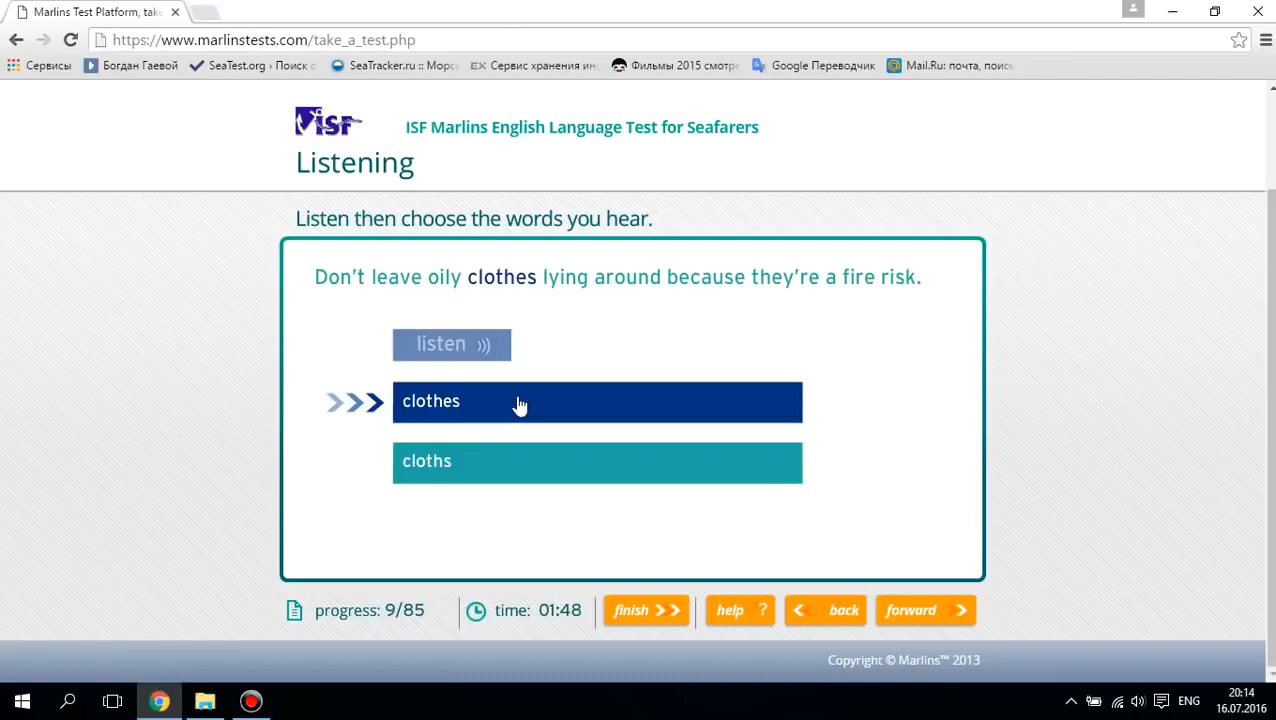 Marlins Test Platform, take
https://www.marlinstests.com/take_a_test.php
Сервисы
Богдан Гаевой
SeaTest.org › Поиск
SeaTracker.ru :: Морс
EX Сервис хранения ин
Фильмы 2015 смотре
Google Переводчик
Mail.Ru: почта, поиск
ISF
ISF Marlins English Language Test for Seafarers
Listening
Listen then choose the words you hear.
Don't leave oily clothes lying around because they're a fire risk.
listen
clothes
cloths
progress: 9/85
time: 01:48
finish
help ?
back
forward
Copyright © Marlins™ 2013
ENG
20:14
16.07.2016